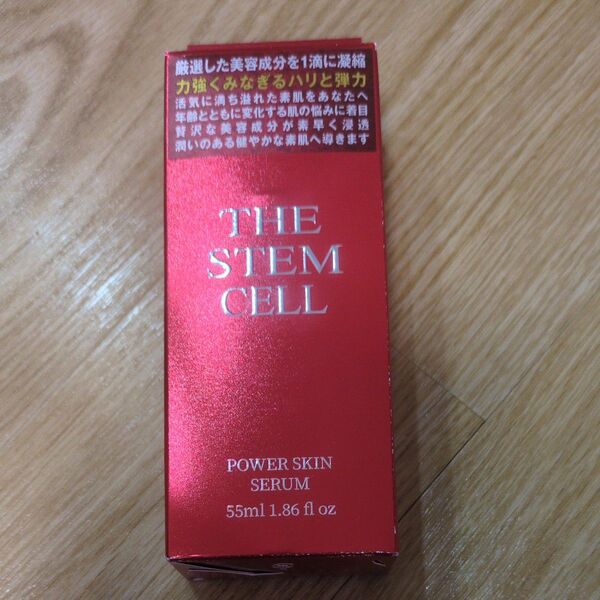 厳選した美容成分を1滴に凝縮
力強くみなぎるハリと弾力
活気に満ち溢れた素肌をあなたへ
年齢とともに変化する肌の悩みに着目
贅沢な美容成分が素早く浸透
潤いのある健やかな素肌へ導きます
THE
STEM
CELL
POWER SKIN
SERUM
55ml 1.86 fl oz